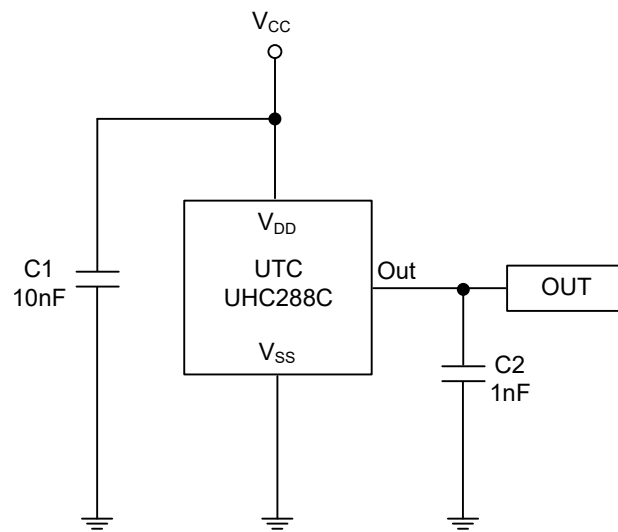 VCC
VDD
UTC
UHC288C
VSS
Out
OUT
C1
10nF
C2
1nF